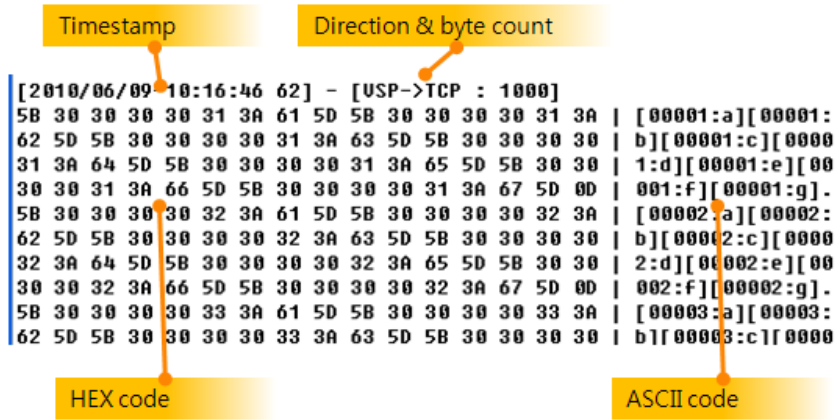 Timestamp
Direction & byte count
[2010/06/09 10:16:46 62] - [VSP->TCP : 1000]
5B 30 30 30 30 31 3A 61 5D 5B 30 30 30 30 31 3A | [00001:a][00001:
62 5D 5B 30 30 30 30 31 3A 63 5D 5B 30 30 30 30 | b][00001:c][0000
31 3A 64 5D 5B 30 30 30 30 31 3A 65 5D 5B 30 30 | 1:d][00001:e][00
30 30 31 3A 66 5D 5B 30 30 30 30 31 3A 67 5D 0D | 001:f][00001:g].
5B 30 30 30 30 32 3A 61 5D 5B 30 30 30 30 32 3A | [00002:a][00002:
62 5D 5B 30 30 30 30 32 3A 63 5D 5B 30 30 30 30 | b][00002:c][0000
32 3A 64 5D 5B 30 30 30 30 32 3A 65 5D 5B 30 30 | 2:d][00002:e][00
30 30 32 3A 66 5D 5B 30 30 30 30 32 3A 67 5D 0D | 002:f][00002:g].
5B 30 30 30 30 33 3A 61 5D 5B 30 30 30 30 33 3A | [00003:a][00003:
62 5D 5B 30 30 30 30 33 3A 63 5D 5B 30 30 30 30 | b][00003:c][0000
HEX code
ASCII code